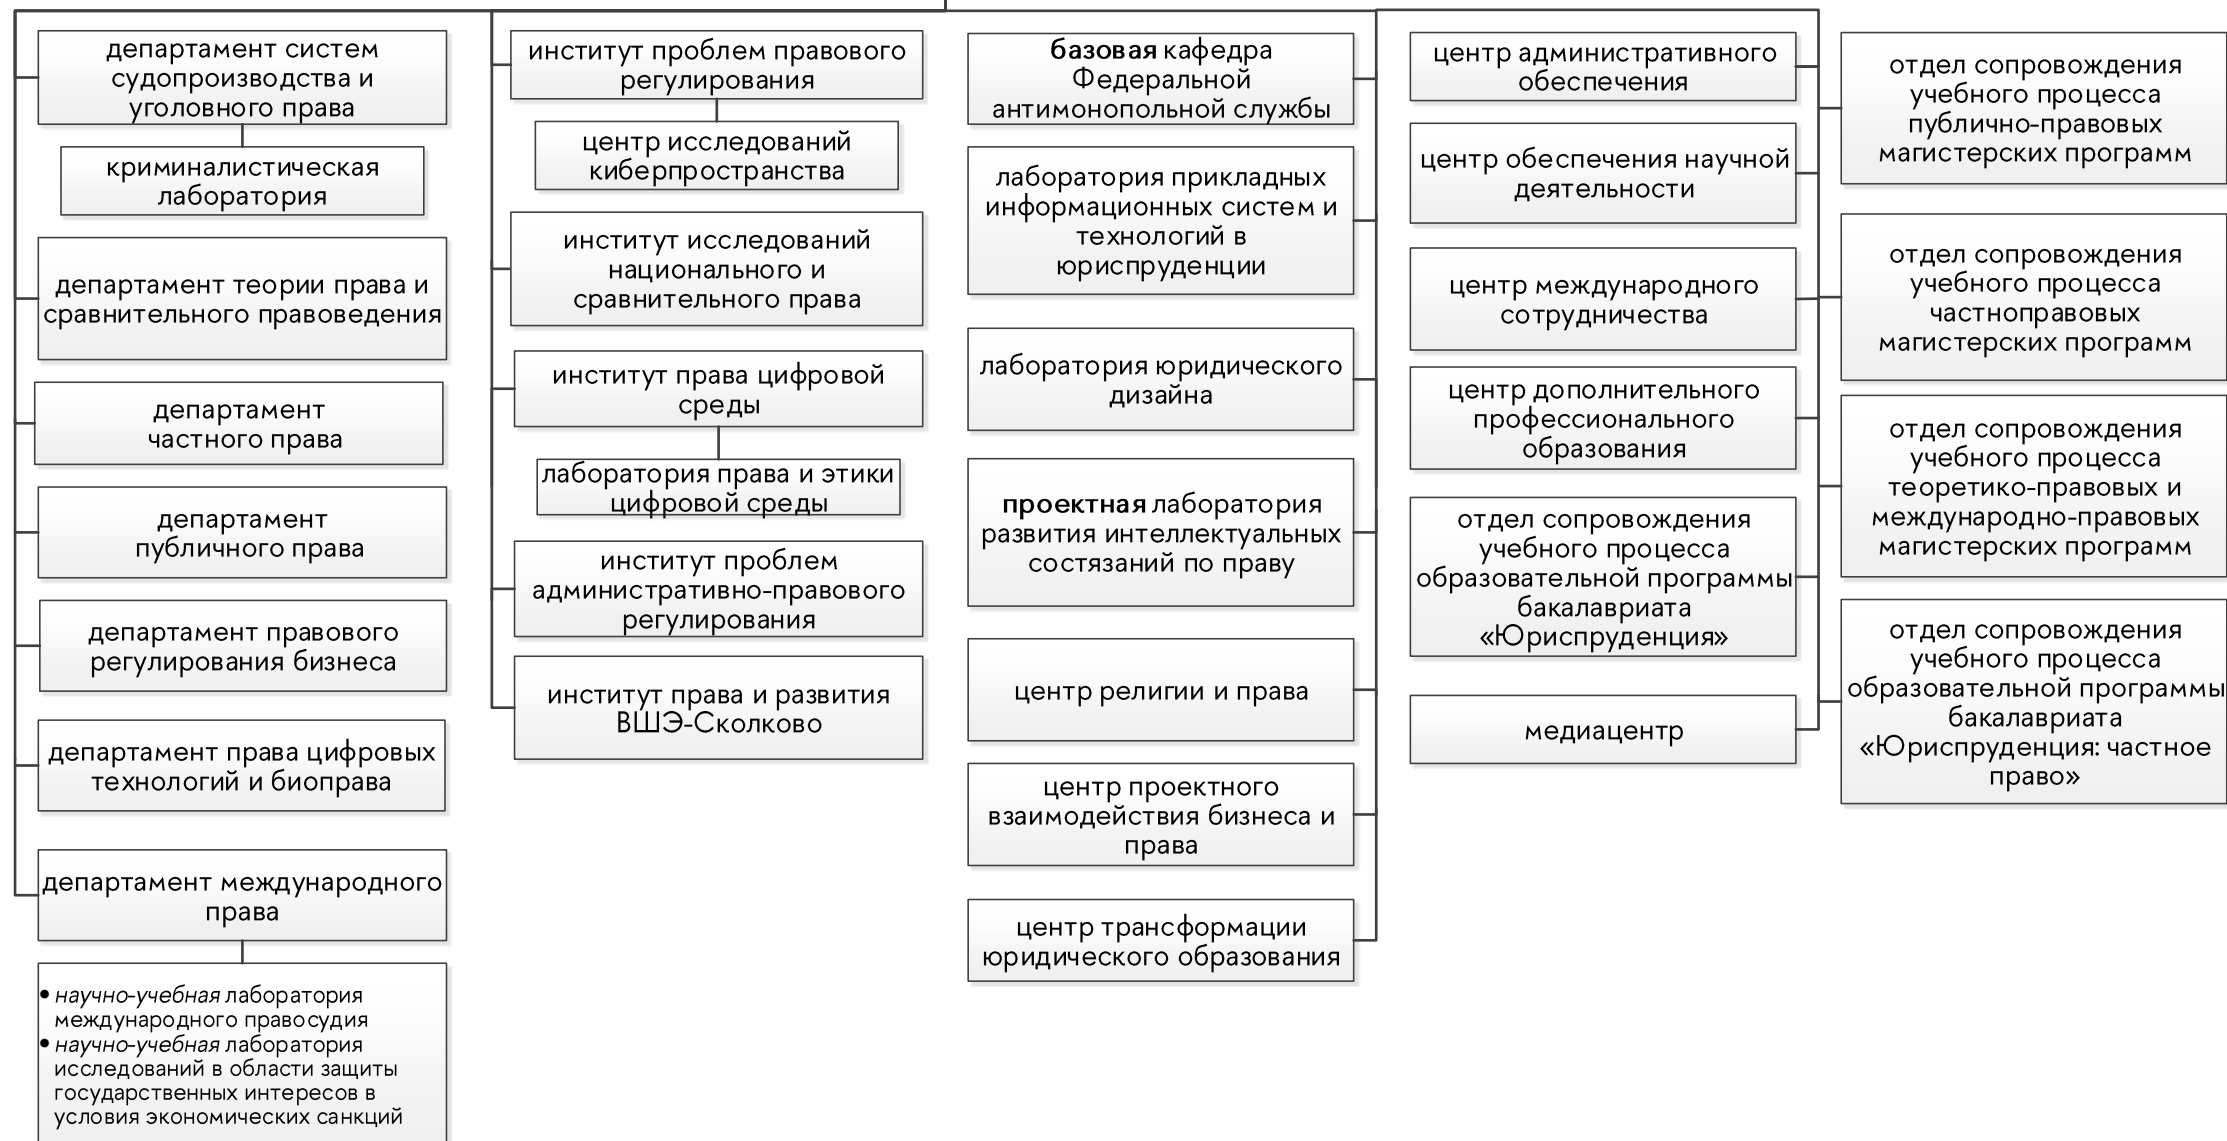 департамент систем
судопроизводства и
уголовного права
криминалистическая
лаборатория
департамент теории права и
сравнительного правоведения
департамент
частного права
департамент
публичного права
департамент правового
регулирования бизнеса
департамент права цифровых
технологий и биоправа
департамент международного
права
• научно-учебная лаборатория
международного правосудия
• научно-учебная лаборатория
исследований в области защиты
государственных интересов в
условия экономических санкций
институт проблем правового
регулирования
центр исследований
киберпространства
институт исследований
национального и
сравнительного права
институт права цифровой
среды
лаборатория права и этики
цифровой среды
институт проблем
административно-правового
регулирования
институт права и развития
ВШЭ-Сколково
базовая кафедра
Федеральной
антимонопольной службы
лаборатория прикладных
информационных систем и
технологий в
юриспруденции
лаборатория юридического
дизайна
проектная лаборатория
развития интеллектуальных
состязаний по праву
центр религии и права
центр проектного
взаимодействия бизнеса и
права
центр трансформации
юридического образования
центр административного
обеспечения
центр обеспечения научной
деятельности
центр международного
сотрудничества
центр дополнительного
профессионального
образования
отдел сопровождения
учебного процесса
образовательной программы
бакалавриата
«Юриспруденция»
медиацентр
отдел сопровождения
учебного процесса
публично-правовых
магистерских программ
отдел сопровождения
учебного процесса
частноправовых
магистерских программ
отдел сопровождения
учебного процесса
теоретико-правовых и
международно-правовых
магистерских программ
отдел сопровождения
учебного процесса
образовательной программы
бакалавриата
«Юриспруденция: частное
право»